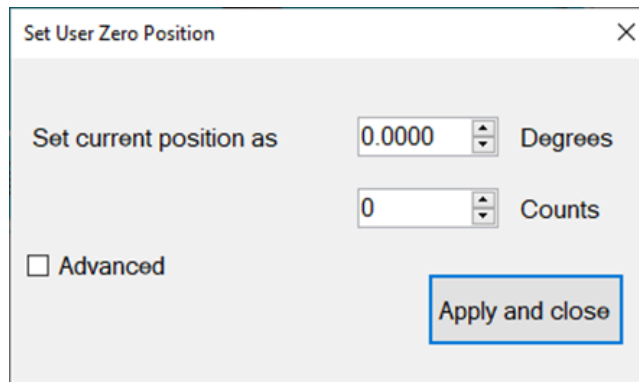 Set User Zero Position
Set current position as 0.0000 Degrees
0 Counts
Advanced
Apply and close